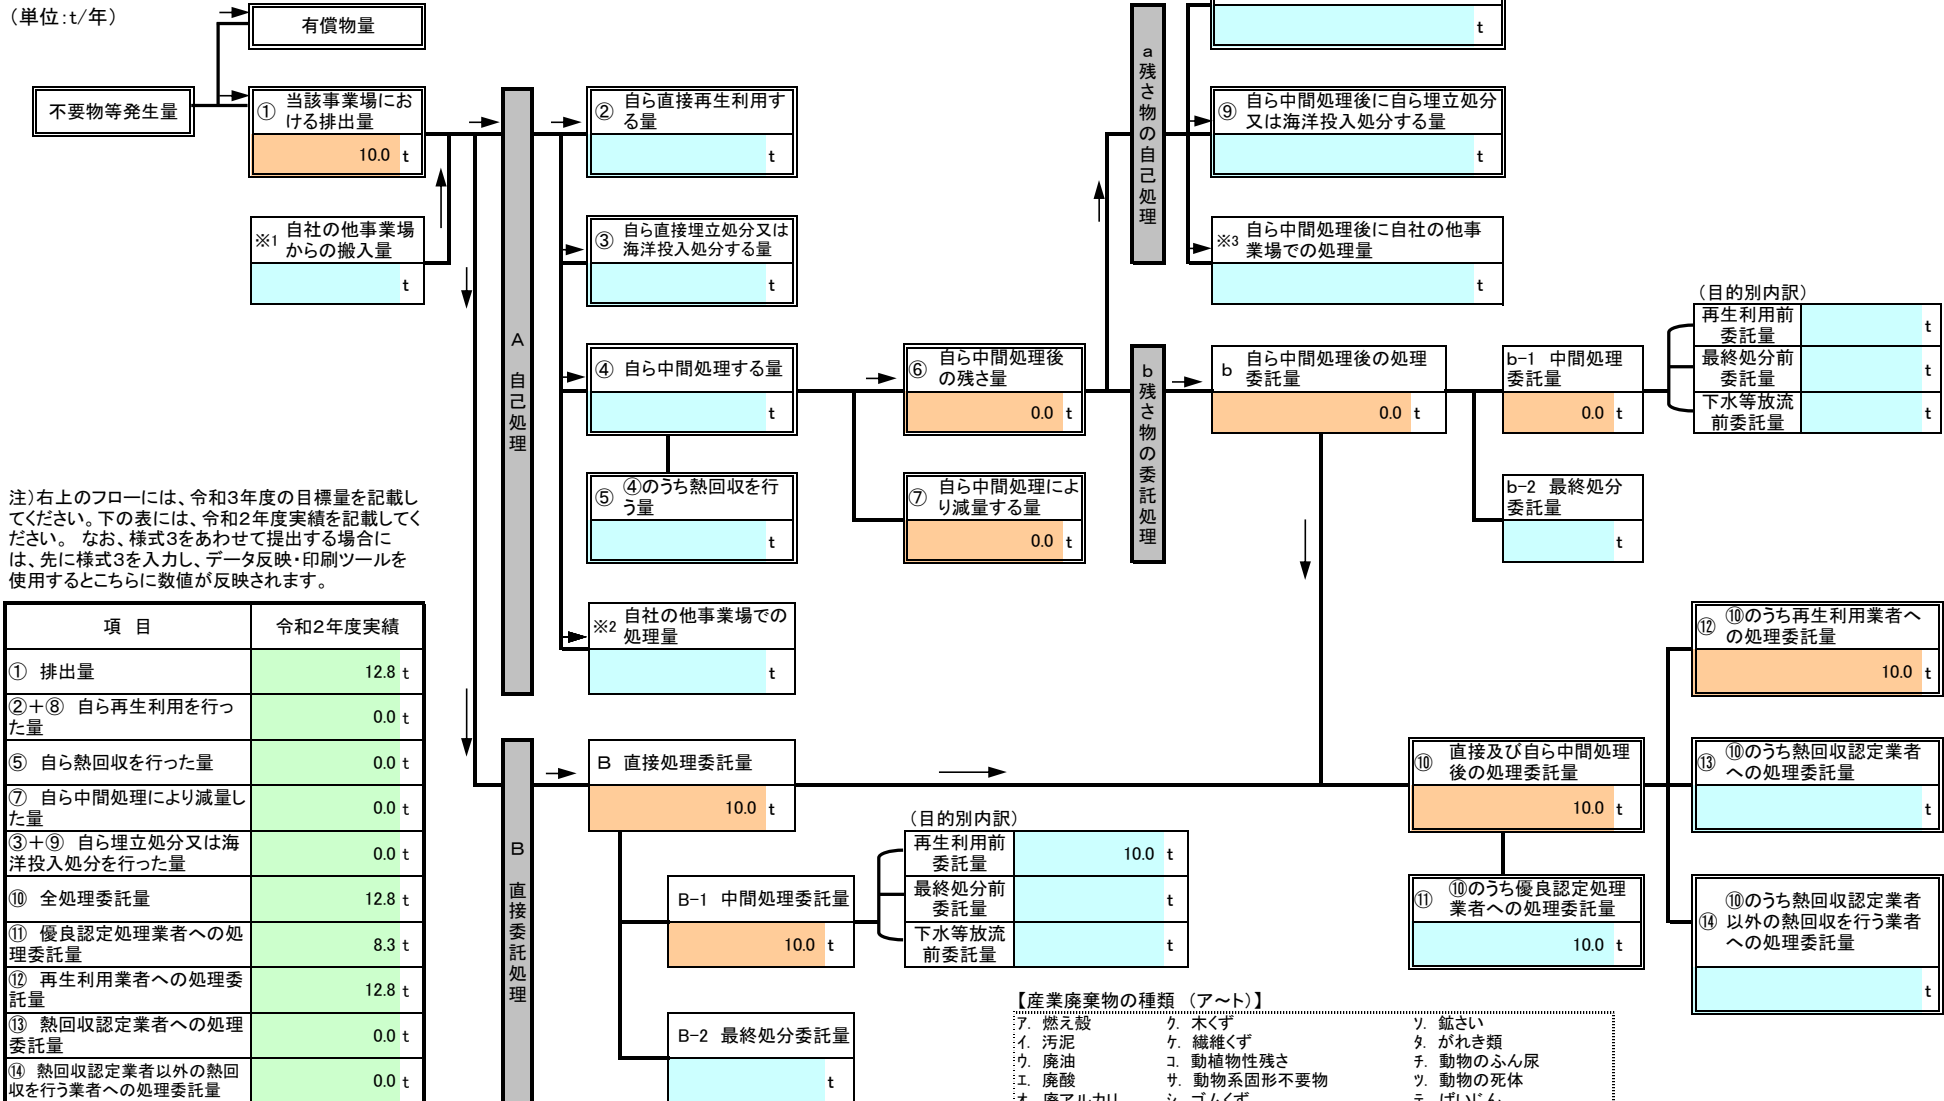 （単位:t/年）
有償物量
不要物等発生量
① 当該事業場にお
ける排出量
10.0 t
※1 自社の他事業場
からの搬入量
t
A 自己処理
② 自ら直接再生利用す
る量
t
③ 自ら直接埋立処分又は
海洋投入処分する量
t
④ 自ら中間処理する量
t
⑤ ④のうち熱回収を行
う量
t
※2 自社の他事業場での
処理量
t
⑥ 自ら中間処理後
の残さ量
0.0 t
⑦ 自ら中間処理によ
り減量する量
0.0 t
a 残さ物の自己処理
t
⑨ 自ら中間処理後に自ら埋立処分
又は海洋投入処分する量
t
※3 自ら中間処理後に自社の他事
業場での処理量
t
b 残さ物の委託処理
b 自ら中間処理後の処理
委託量
0.0 t
b-1 中間処理
委託量
0.0 t
（目的別内訳）
再生利用前
委託量
t
最終処分前
委託量
t
下水等放流
前委託量
t
b-2 最終処分
委託量
t
注)右上のフローには、令和3年度の目標量を記載し
てください。下の表には、令和2年度実績を記載してく
ださい。 なお、様式3をあわせて提出する場合に
は、先に様式3を入力し、データ反映・印刷ツールを
使用するとこちらに数値が反映されます。
項 目 令和2年度実績
① 排出量 12.8 t
②＋⑧ 自ら再生利用を行っ
た量 0.0 t
⑤ 自ら熱回収を行った量 0.0 t
⑦ 自ら中間処理により減量し
た量 0.0 t
③＋⑨ 自ら埋立処分又は海
洋投入処分を行った量 0.0 t
⑩ 全処理委託量 12.8 t
⑪ 優良認定処理業者への処
理委託量 8.3 t
⑫ 再生利用業者への処理委
託量 12.8 t
⑬ 熱回収認定業者への処理
委託量 0.0 t
⑭ 熱回収認定業者以外の熱回
収を行う業者への処理委託量 0.0 t
B 直接委託処理
B 直接処理委託量
10.0 t
B-1 中間処理委託量
10.0 t
（目的別内訳）
再生利用前
委託量
10.0 t
最終処分前
委託量
t
下水等放流
前委託量
t
B-2 最終処分委託量
t
⑩ 直接及び自ら中間処理
後の処理委託量
10.0 t
⑪ ⑩のうち優良認定処理
業者への処理委託量
10.0 t
⑫ ⑩のうち再生利用業者へ
の処理委託量
10.0 t
⑬ ⑩のうち熱回収認定業者
への処理委託量
t
⑭ ⑩のうち熱回収認定業者
以外の熱回収を行う業者
への処理委託量
t
【産業廃棄物の種類 （ア～ト）】
ア. 燃え殻 ク. 木くず ソ. 鉱さい
イ. 汚泥 ケ. 繊維くず タ. がれき類
ウ. 廃油 コ. 動植物性残さ チ. 動物のふん尿
エ. 廃酸 サ. 動物系固形不要物 ツ. 動物の死体
オ. 廃アルカリ シ. ゴムくず テ. ばいじん